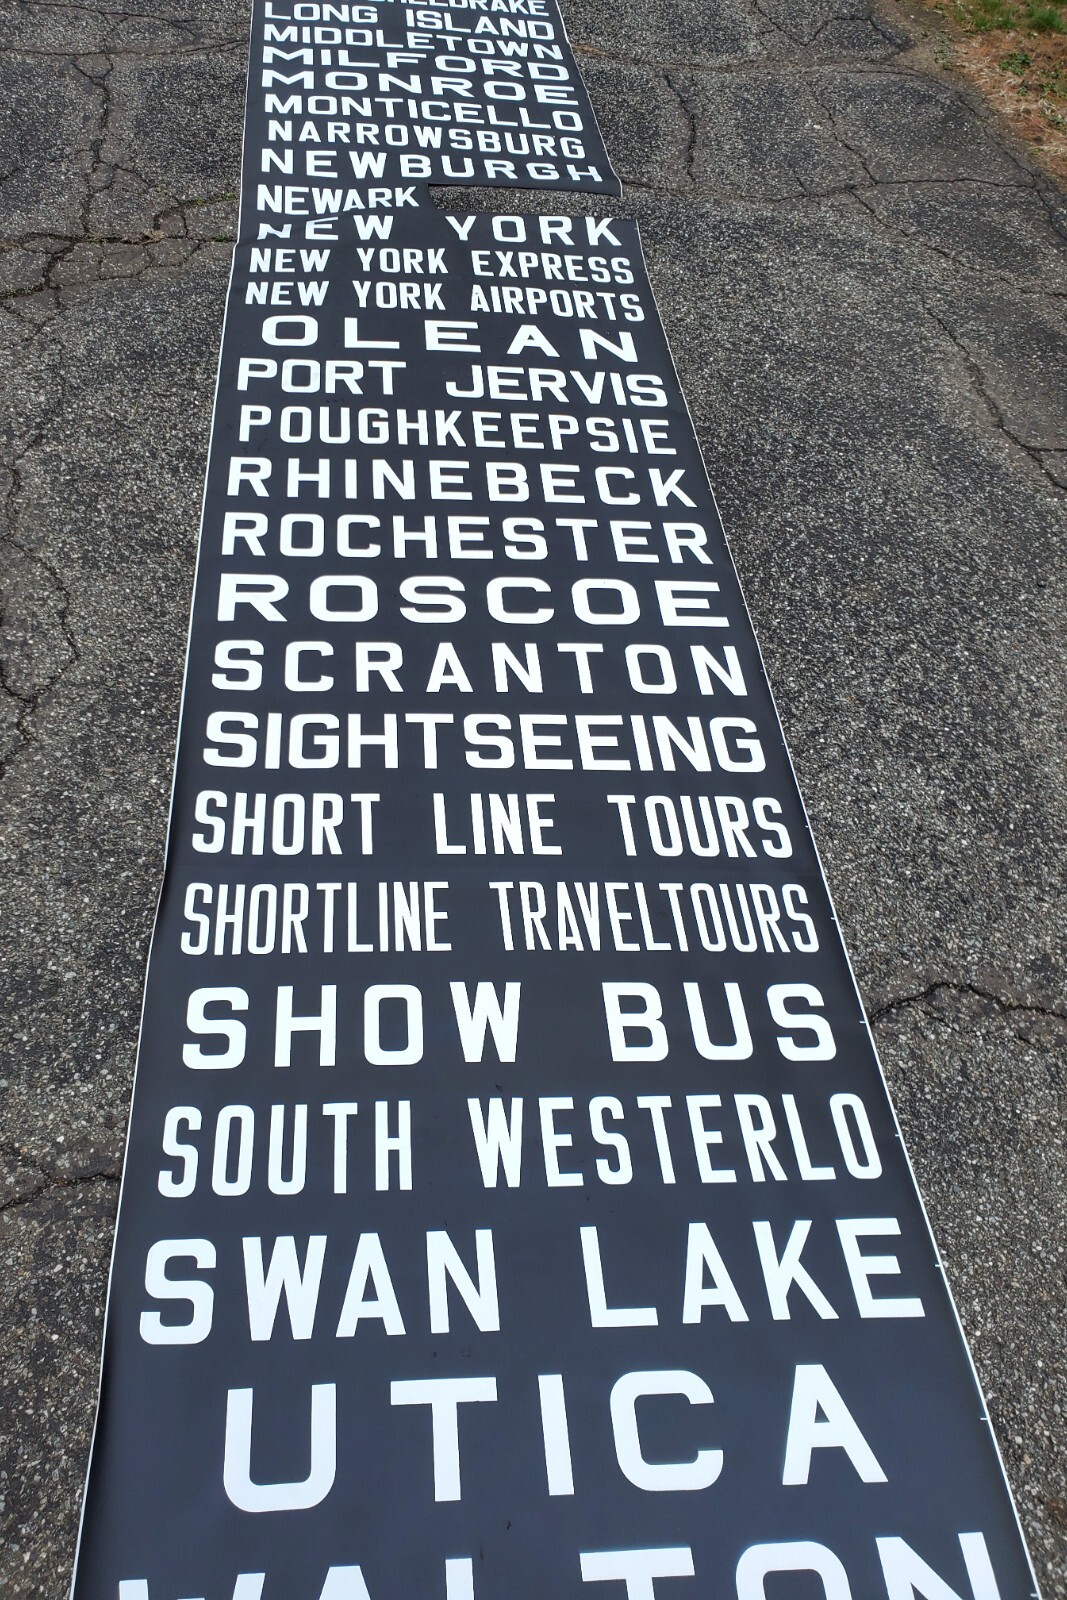 LONG ISLAND
MIDDLETOWN
MILFORD
MONROE
MONTICELLO
NARROWSBURG
NEWBURGH
NEWARK
NEW YORK
NEW YORK EXPRESS
NEW YORK AIRPORTS
OLEAN
PORT JERVIS
POUGHKEEPSIE
RHINEBECK
ROCHESTER
ROSCOE
SCRANTON
SIGHTSEEING
SHORT LINE TOURS
SHORTLINE TRAVELTOURS
SHOW BUS
SOUTH WESTERLO
SWAN LAKE
UTICA
WALTON